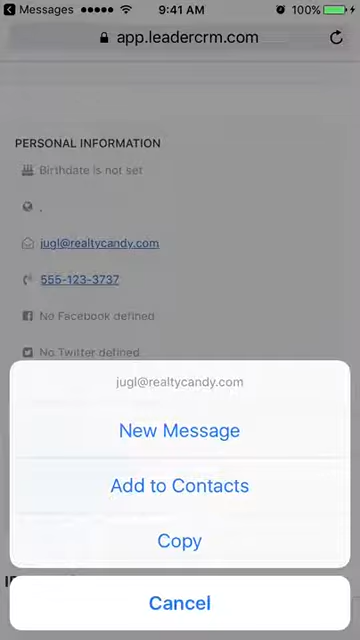 Messages 9:41 AM 100%
app.leadercrm.com
PERSONAL INFORMATION
Birthdate is not set
.
jugl@realtycandy.com
555-123-3737
No Facebook defined
No Twitter defined
jugl@realtycandy.com
New Message
Add to Contacts
Copy
Cancel